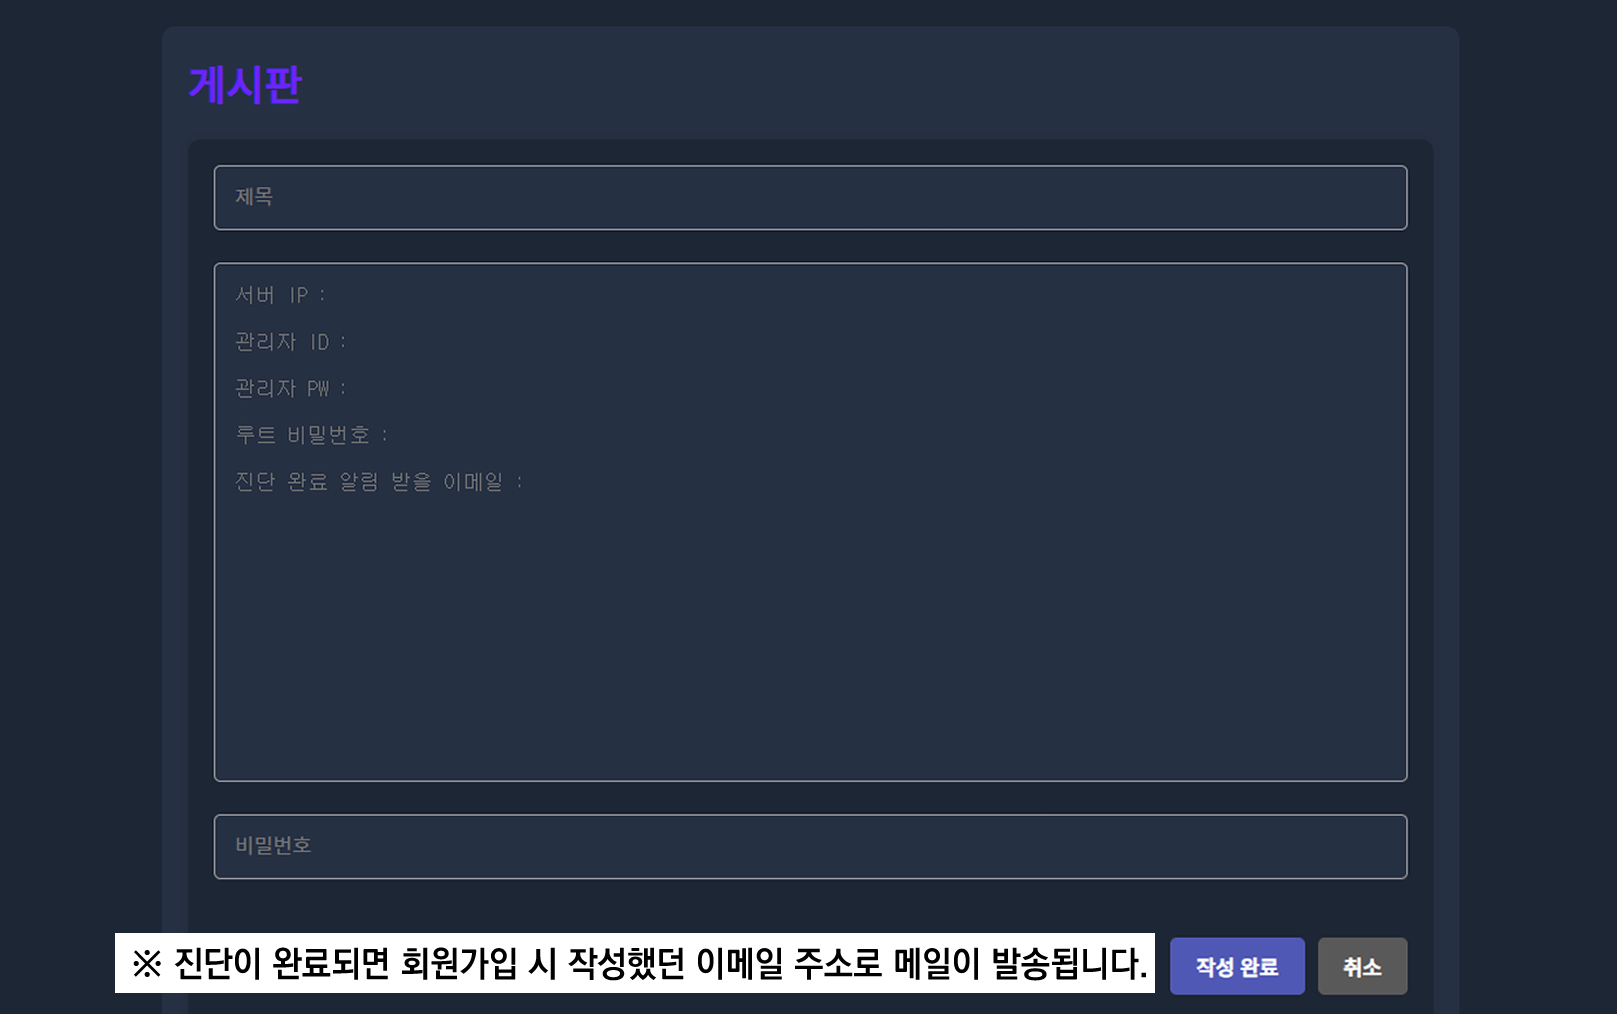 게시판
제목
서버 IP :
관리자 ID :
관리자 PW :
루트 비밀번호 :
진단 완료 알림 받을 이메일 :
비밀번호
※ 진단이 완료되면 회원가입 시 작성했던 이메일 주소로 메일이 발송됩니다.
작성 완료
취소